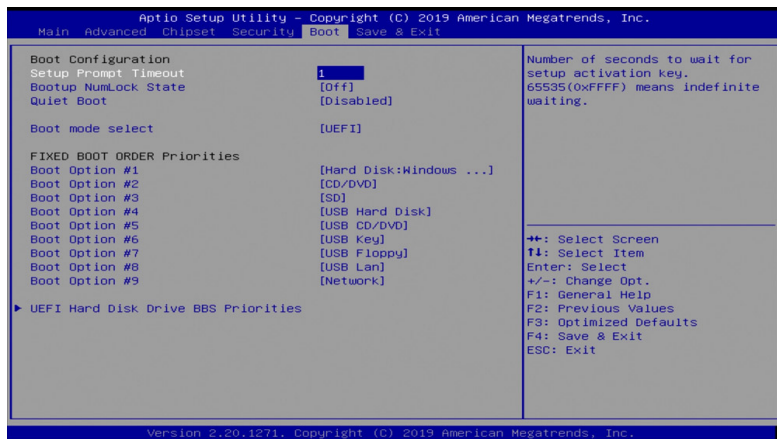 Aptio Setup Utility – Copyright (C) 2019 American Megatrends, Inc.
Main Advanced Chipset Security Boot Save & Exit
Boot Configuration
Setup Prompt Timeout 1
Bootup NumLock State [Off]
Quiet Boot [Disabled]
Boot mode select [UEFI]
FIXED BOOT ORDER Priorities
Boot Option #1 [Hard Disk:Windows ...]
Boot Option #2 [CD/DVD]
Boot Option #3 [SD]
Boot Option #4 [USB Hard Disk]
Boot Option #5 [USB CD/DVD]
Boot Option #6 [USB Key]
Boot Option #7 [USB Floppy]
Boot Option #8 [USB Lan]
Boot Option #9 [Network]
▶ UEFI Hard Disk Drive BBS Priorities
Number of seconds to wait for
setup activation key.
65535(0xFFFF) means indefinite
waiting.
→←: Select Screen
↑↓: Select Item
Enter: Select
+/-: Change Opt.
F1: General Help
F2: Previous Values
F3: Optimized Defaults
F4: Save & Exit
ESC: Exit
Version 2.20.1271. Copyright (C) 2019 American Megatrends, Inc.